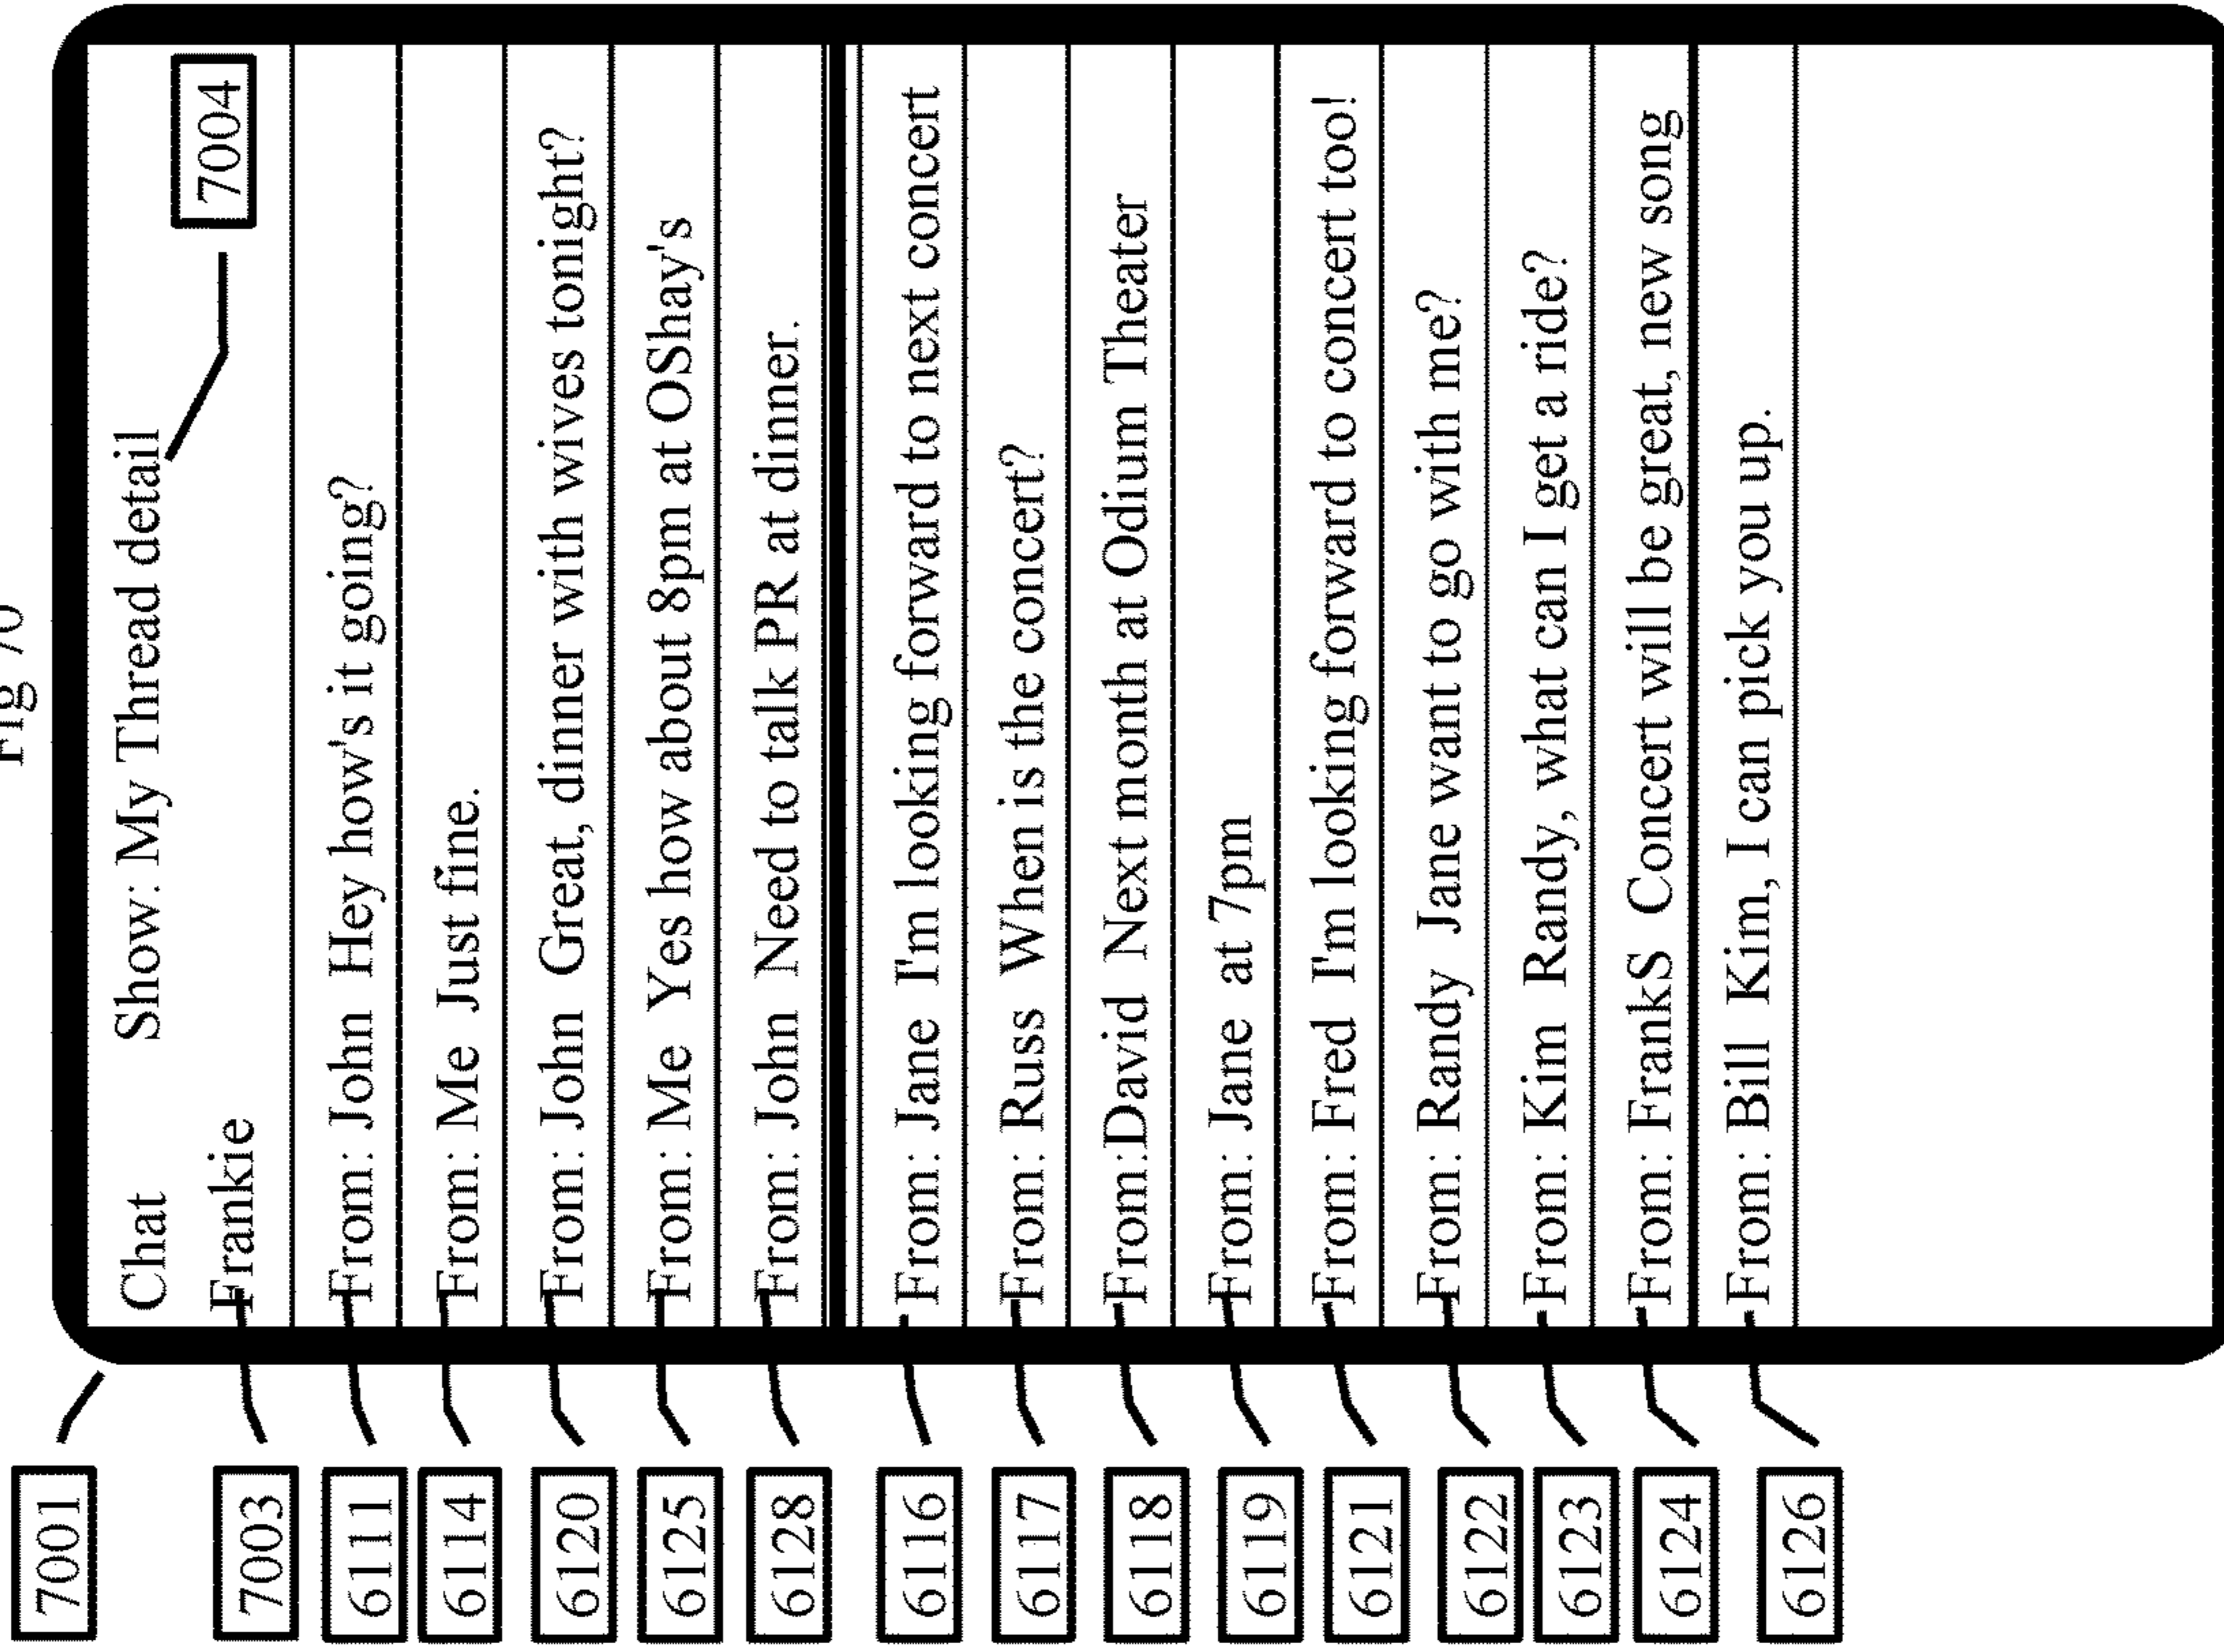 Fig 70
7001
Chat Show: My Thread detail
7004
7003 Frankie
6111 From: John Hey how's it going?
6114 From: Me Just fine.
6120 From: John Great, dinner with wives tonight?
6125 From: Me Yes how about 8pm at OShay's
6128 From: John Need to talk PR at dinner.
6116 From: Jane I'm looking forward to next concert
6117 From: Russ When is the concert?
6118 From:David Next month at Odium Theater
6119 From: Jane at 7pm
6121 From: Fred I'm looking forward to concert too!
6122 From: Randy Jane want to go with me?
6123 From: Kim Randy, what can I get a ride?
6124 From: FrankS Concert will be great, new song
6126 From: Bill Kim, I can pick you up.